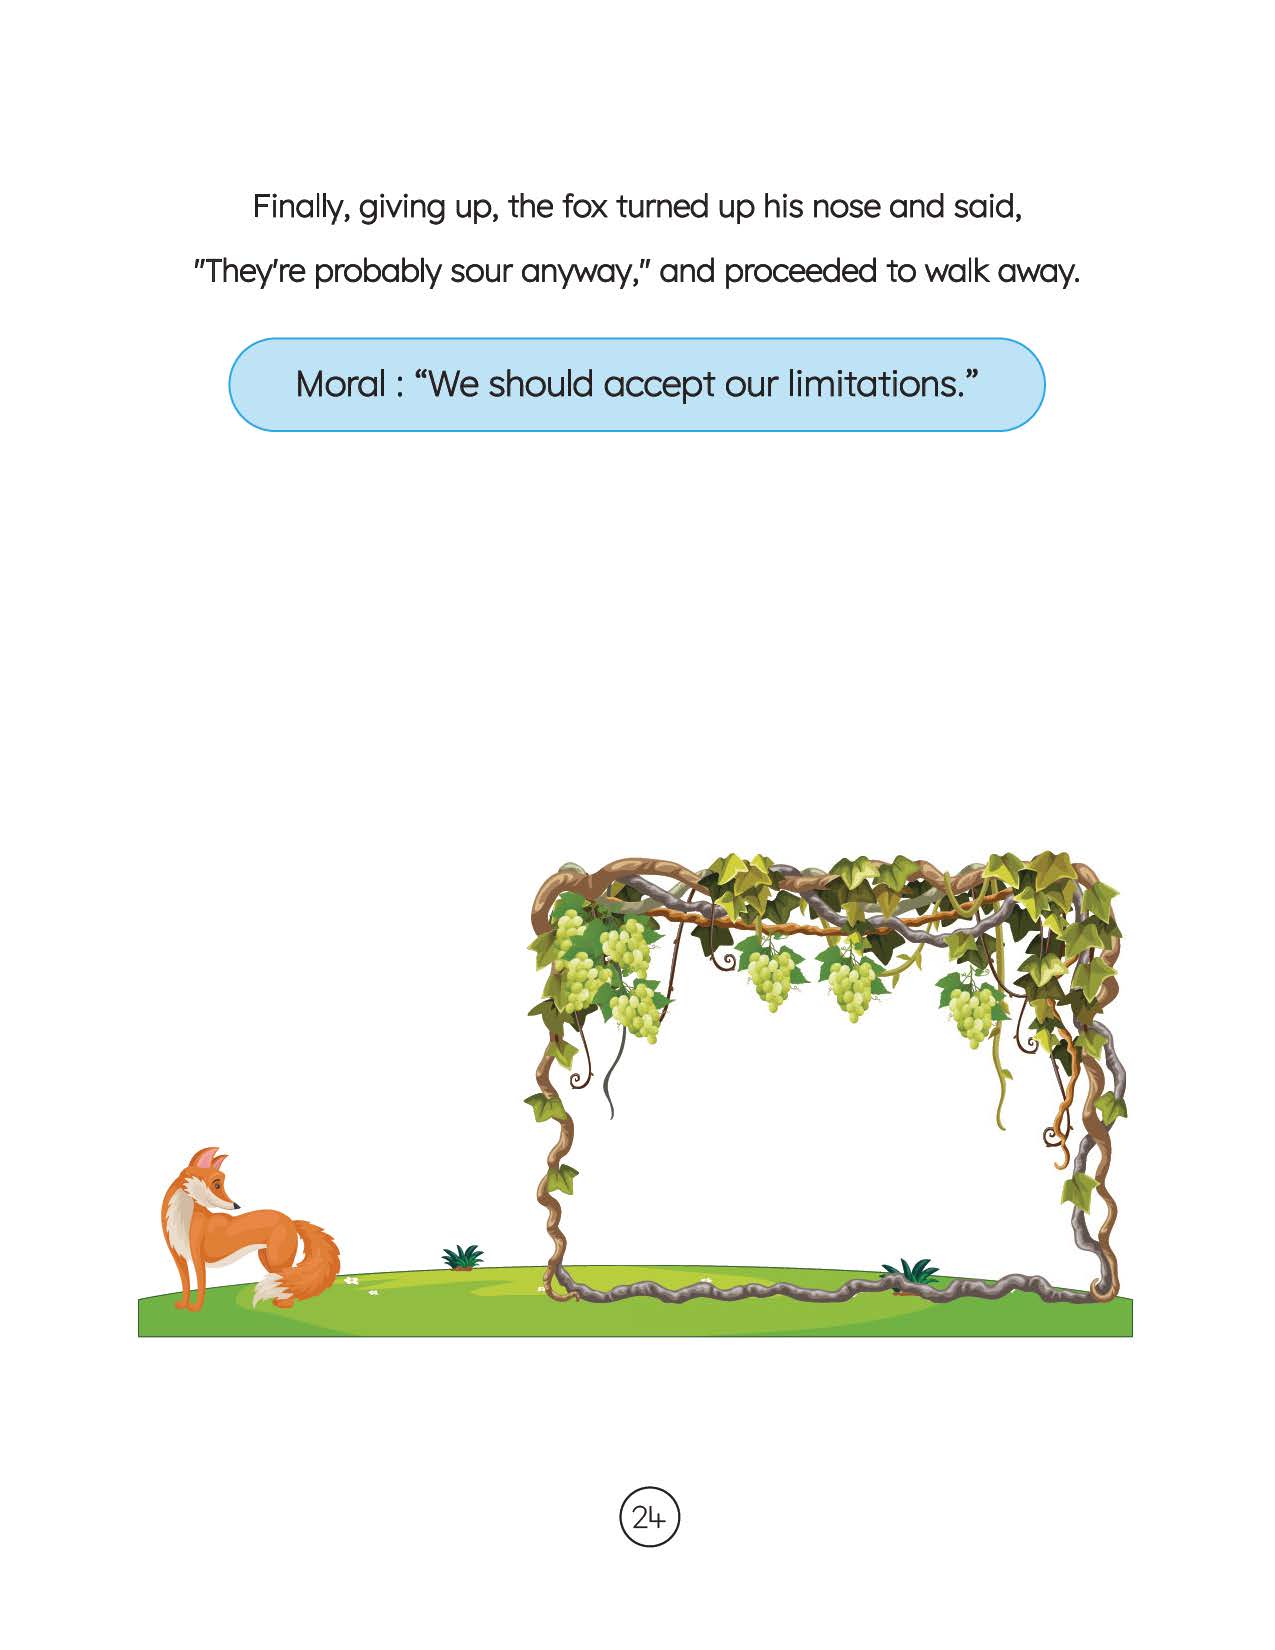 Finally, giving up, the fox turned up his nose and said,
"They're probably sour anyway," and proceeded to walk away.
Moral : “We should accept our limitations.”
24